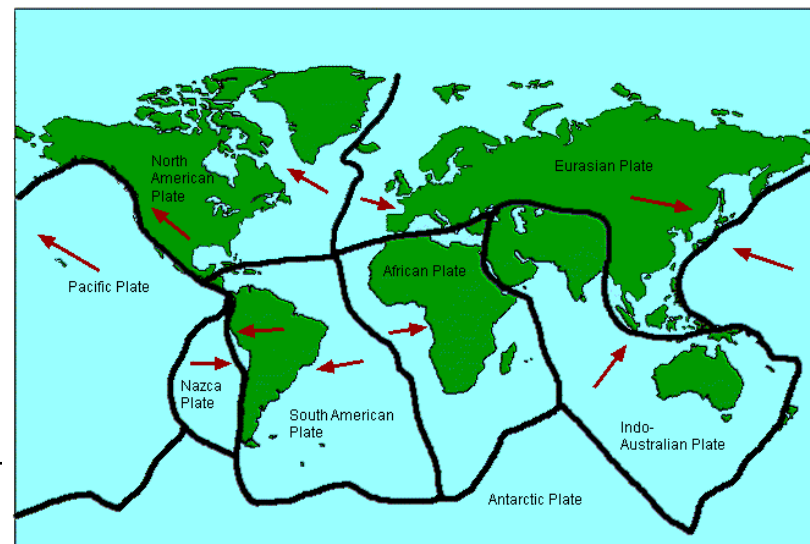 North
American
Plate
Eurasian Plate
Pacific Plate
African Plate
Nazca
Plate
South American
Plate
Indo-
Australian Plate
Antarctic Plate